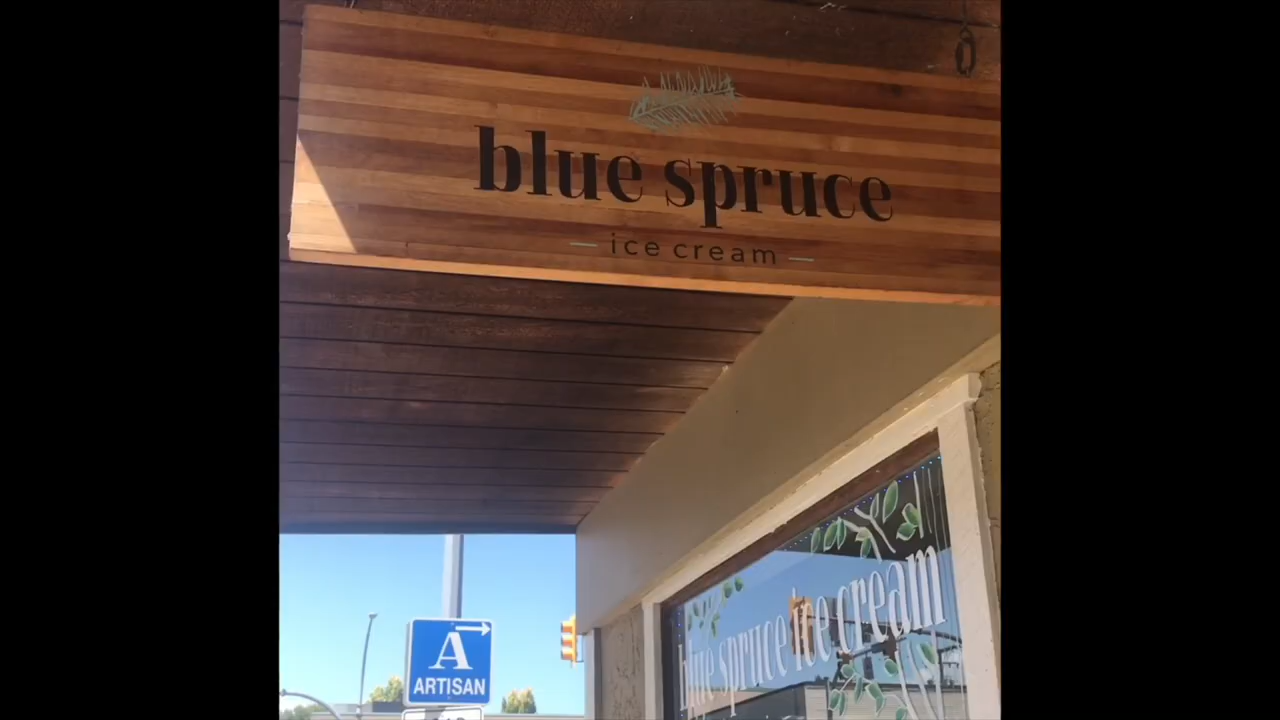 blue spruce
ice cream
A
ARTISAN
blue spruce ice cream